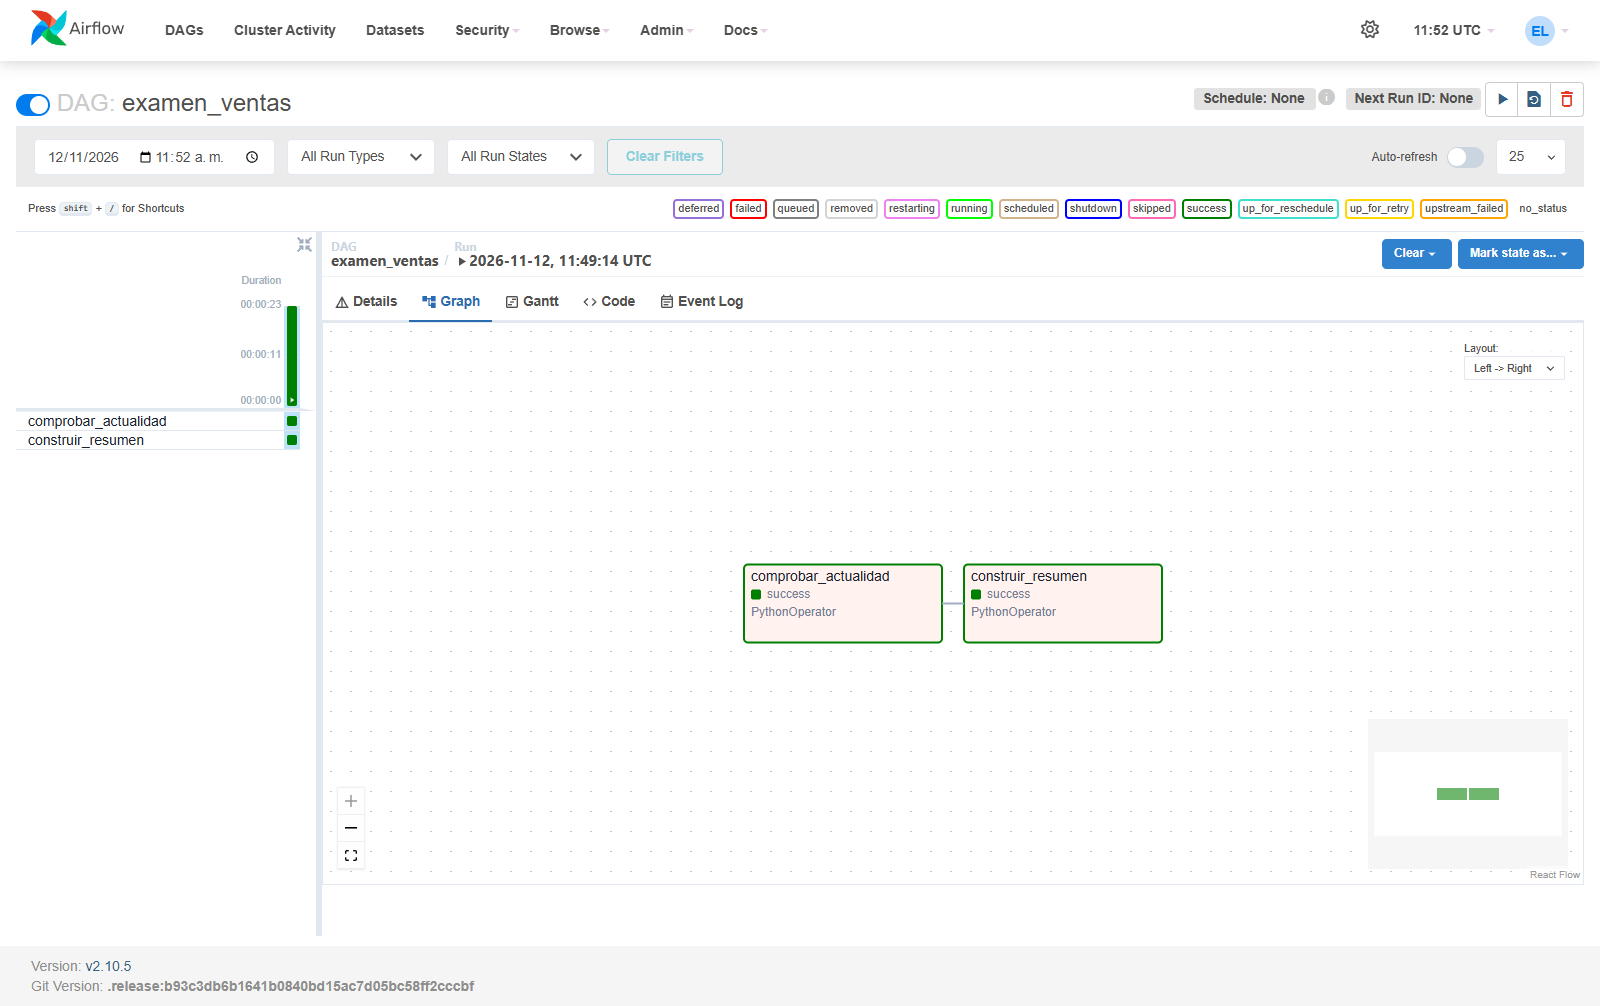 Airflow
DAGs Cluster Activity Datasets Security Browse Admin Docs 11:52 UTC EL
DAG: examen_ventas Schedule: None i Next Run ID: None
12/11/2026 11:52 a. m. All Run Types All Run States Clear Filters Auto-refresh 25
Press shift + / for Shortcuts deferred failed queued removed restarting running scheduled shutdown skipped success up_for_reschedule up_for_retry upstream_failed no_status
DAG Run
examen_ventas / 2026-11-12, 11:49:14 UTC Clear Mark state as...
Duration
00:00:23
00:00:11
00:00:00
comprobar_actualidad
construir_resumen
Details Graph Gantt Code Event Log
Layout:
Left -> Right
comprobar_actualidad
success
PythonOperator
construir_resumen
success
PythonOperator
React Flow
Version: v2.10.5
Git Version: .release:b93c3db6b1641b0840bd15ac7d05bc58ff2cccbf